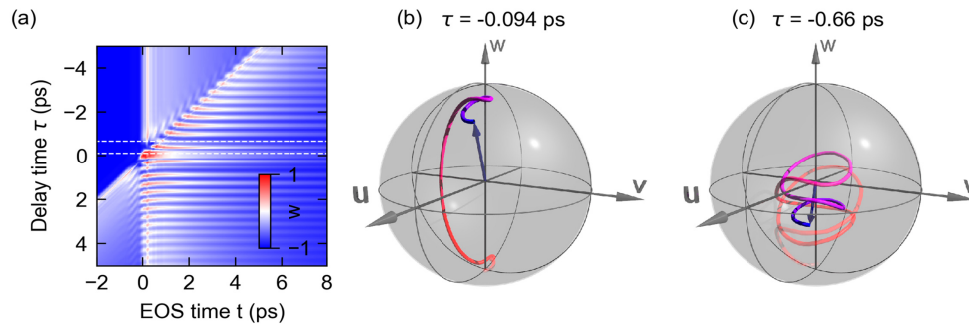 (a)
Delay time τ (ps)
−4
−2
0
2
4
1
w
−1
−2 0 2 4 6 8
EOS time t (ps)
(b) τ = -0.094 ps
w
u
v
(c) τ = -0.66 ps
w
u
v